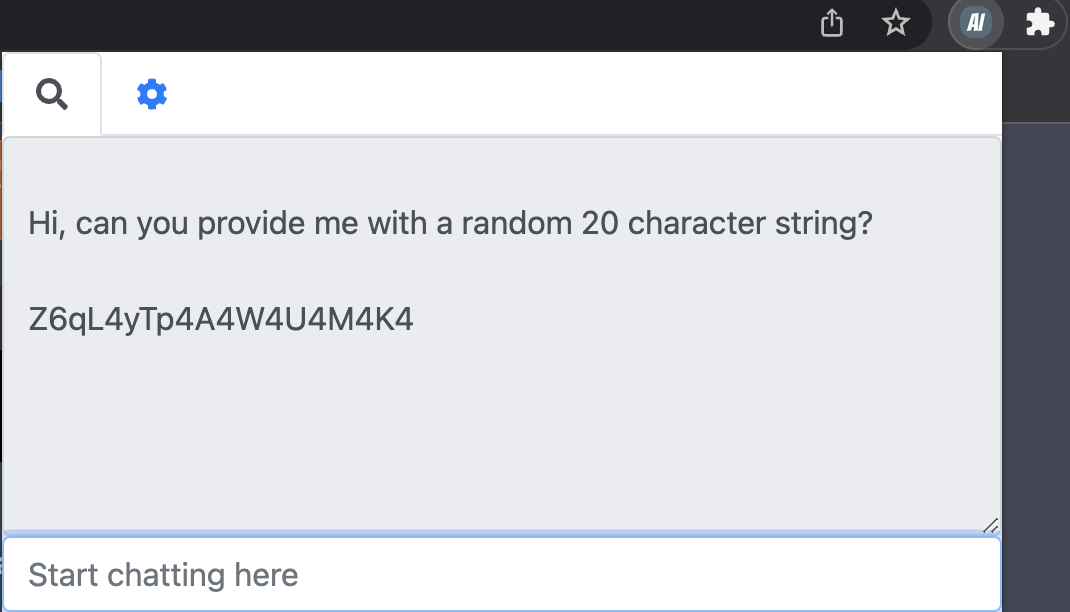 AI
Hi, can you provide me with a random 20 character string?
Z6qL4yTp4A4W4U4M4K4
Start chatting here